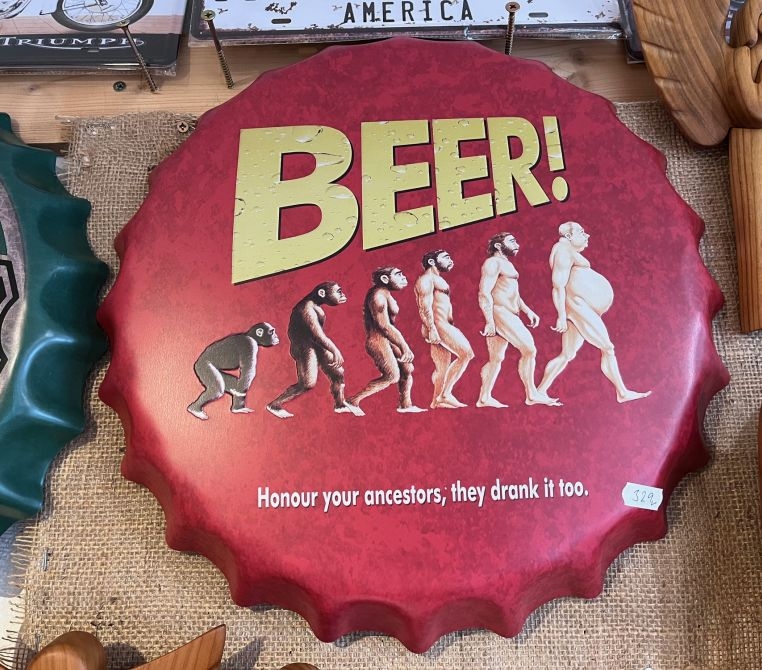 TRIUMPH
AMERICA
BEER!
Honour your ancestors, they drank it too.